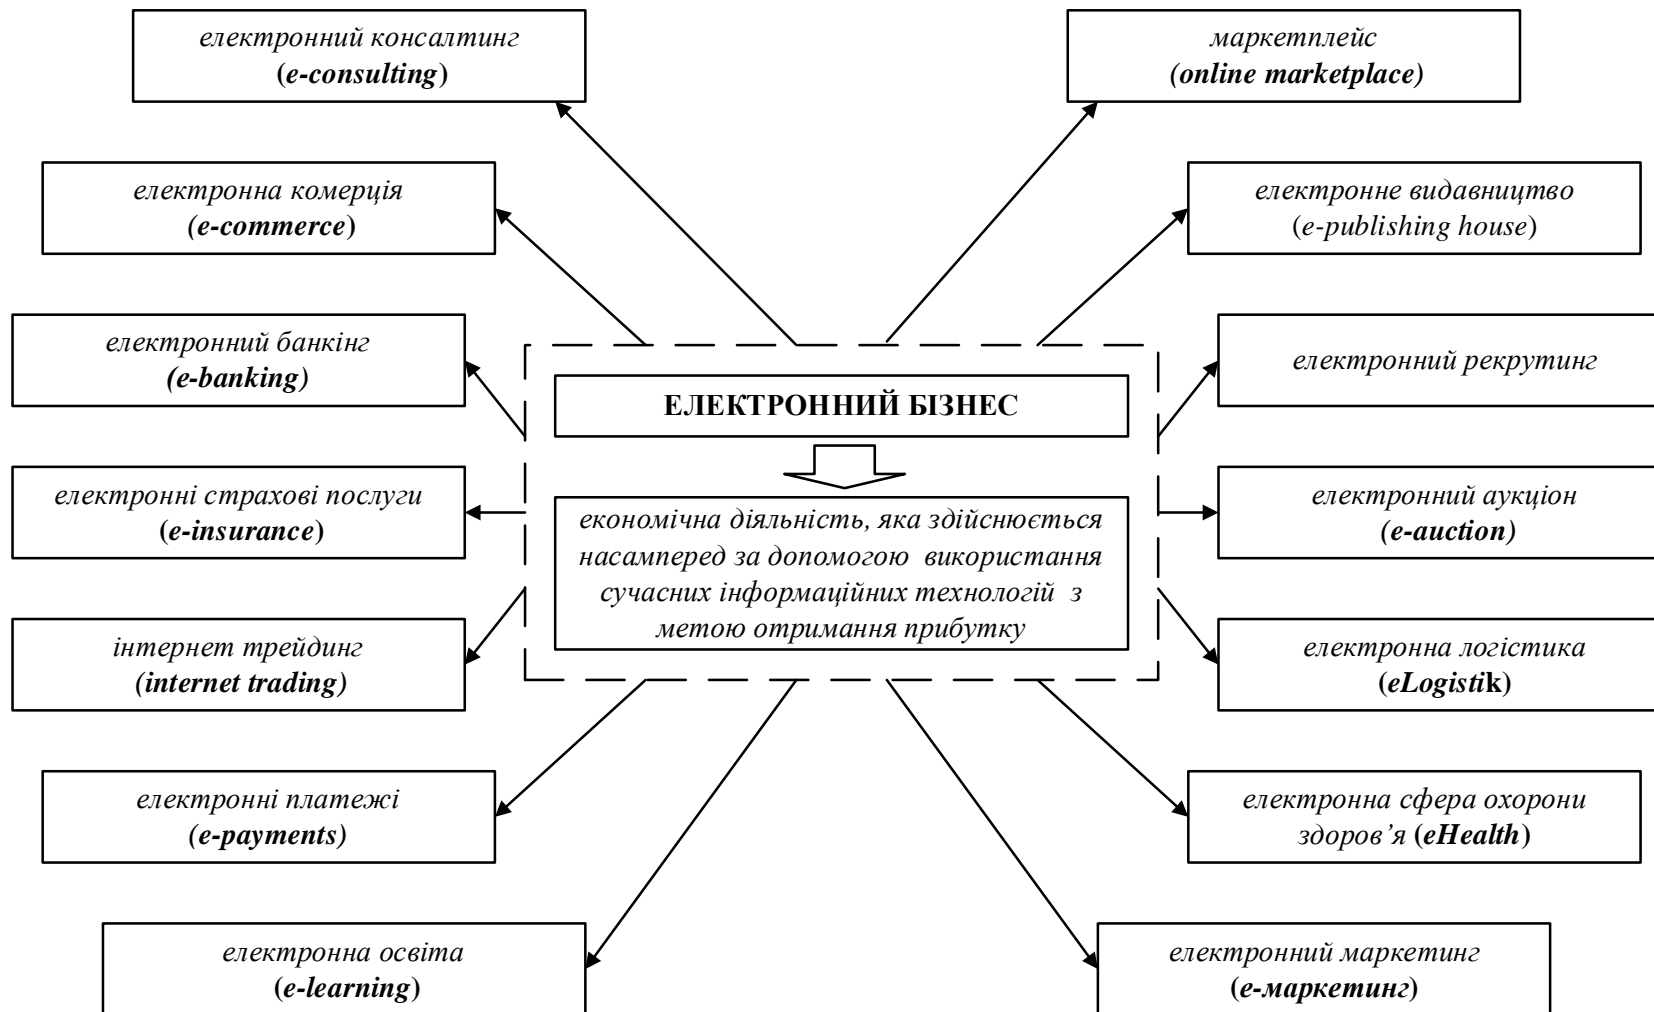 електронний консалтинг
(e-consulting)
маркетплейс
(online marketplace)
електронна комерція
(e-commerce)
електронне видавництво
(e-publishing house)
електронний банкінг
(e-banking)
ЕЛЕКТРОННИЙ БІЗНЕС
електронний рекрутинг
електронні страхові послуги
(e-insurance)
економічна діяльність, яка здійснюється
насамперед за допомогою  використання
сучасних інформаційних технологій  з
метою отримання прибутку
електронний аукціон
(e-auction)
інтернет трейдинг
(internet trading)
електронна логістика
(eLogistik)
електронні платежі
(e-payments)
електронна сфера охорони
здоров’я (eHealth)
електронна освіта
(e-learning)
електронний маркетинг
(e-маркетинг)